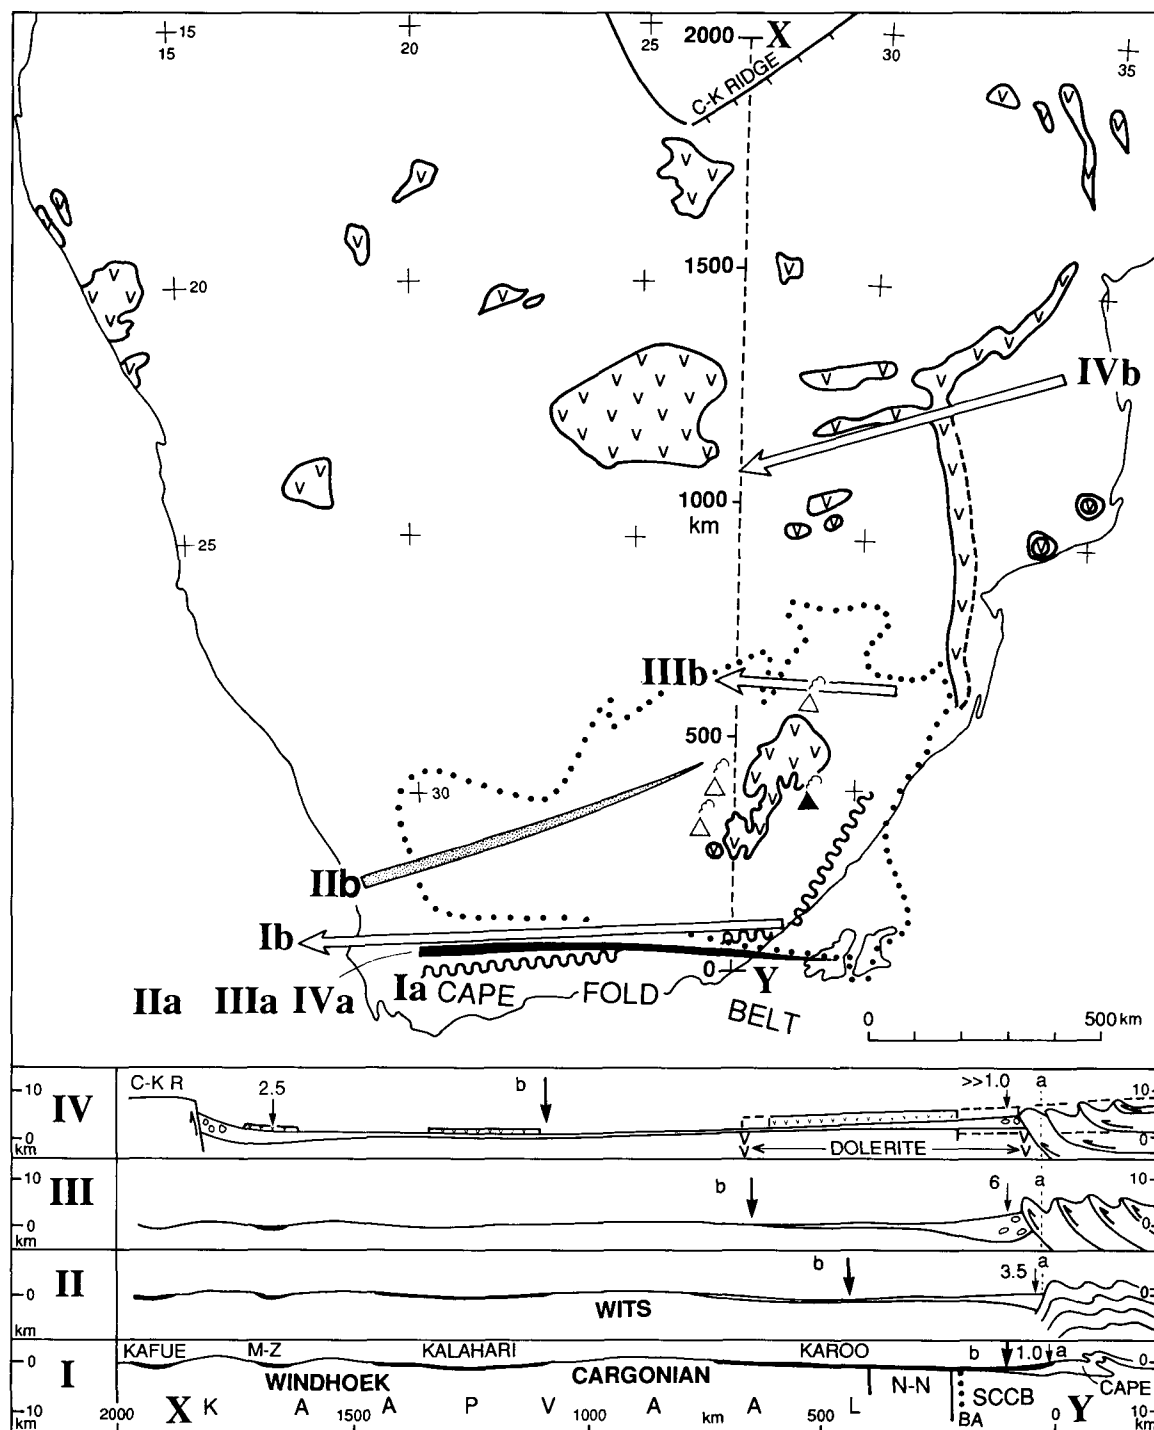 15
15
20
25
2000
X
30
35
C-K RIDGE
V V V
1500
20
IVb
1000
km
25
IIIb
500
30
IIb
Ib
0
Y
IIa IIIa IVa Ia CAPE FOLD BELT
0 500 km
C-K R
10
IV
0
km
2.5
b
>>1.0
a
10
0
DOLERITE
10
III
0
km
b
6
a
10
0
II
0
km
b
3.5
a
0
WITS
KAFUE M-Z KALAHARI KAROO b 1.0 a
I
0
0
WINDHOEK CARGONIAN N-N SCCB CAPE
X K A A P V A A L Y
10
km
2000 1500 1000 km 500 BA 0
10
km